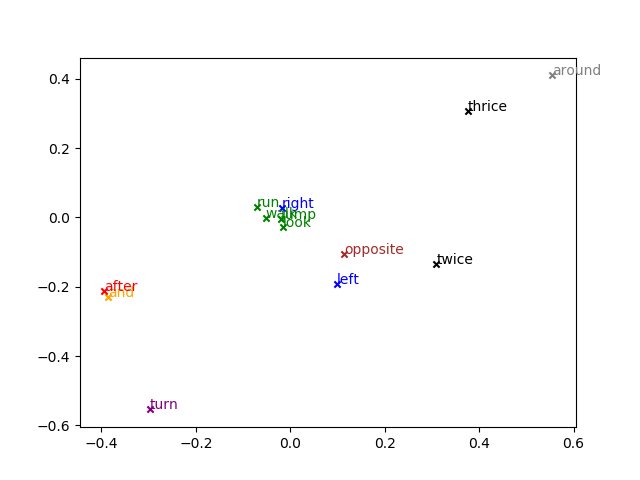 around
0.4
thrice
0.2
run
right
walk
jump
look
0.0
opposite
twice
left
−0.2
after
and
−0.4
turn
−0.6
−0.4
−0.2
0.0
0.2
0.4
0.6